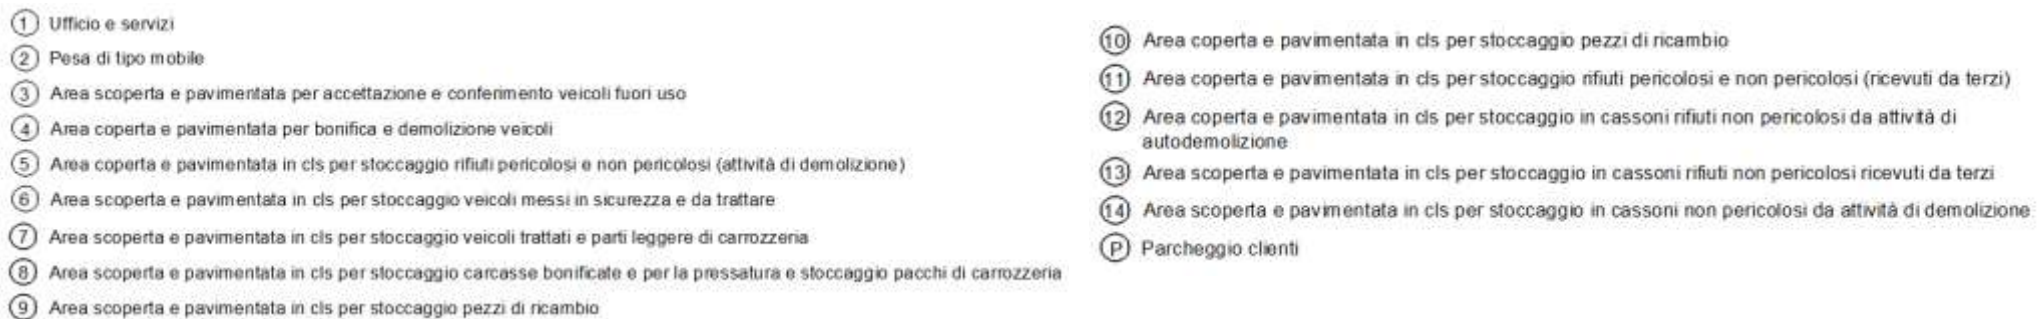 1 Ufficio e servizi
2 Pesa di tipo mobile
3 Area scoperta e pavimentata per accettazione e conferimento veicoli fuori uso
4 Area coperta e pavimentata per bonifica e demolizione veicoli
5 Area coperta e pavimentata in cls per stoccaggio rifiuti pericolosi e non pericolosi (attività di demolizione)
6 Area scoperta e pavimentata in cls per stoccaggio veicoli messi in sicurezza e da trattare
7 Area scoperta e pavimentata in cls per stoccaggio veicoli trattati e parti leggere di carrozzeria
8 Area scoperta e pavimentata in cls per stoccaggio carcasse bonificate e per la pressatura e stoccaggio pacchi di carrozzeria
9 Area scoperta e pavimentata in cls per stoccaggio pezzi di ricambio
10 Area coperta e pavimentata in cls per stoccaggio pezzi di ricambio
11 Area coperta e pavimentata in cls per stoccaggio rifiuti pericolosi e non pericolosi (ricevuti da terzi)
12 Area coperta e pavimentata in cls per stoccaggio in cassoni rifiuti non pericolosi da attività di
autodemolizione
13 Area scoperta e pavimentata in cls per stoccaggio in cassoni rifiuti non pericolosi ricevuti da terzi
14 Area scoperta e pavimentata in cls per stoccaggio in cassoni non pericolosi da attività di demolizione
P Parcheggio clienti